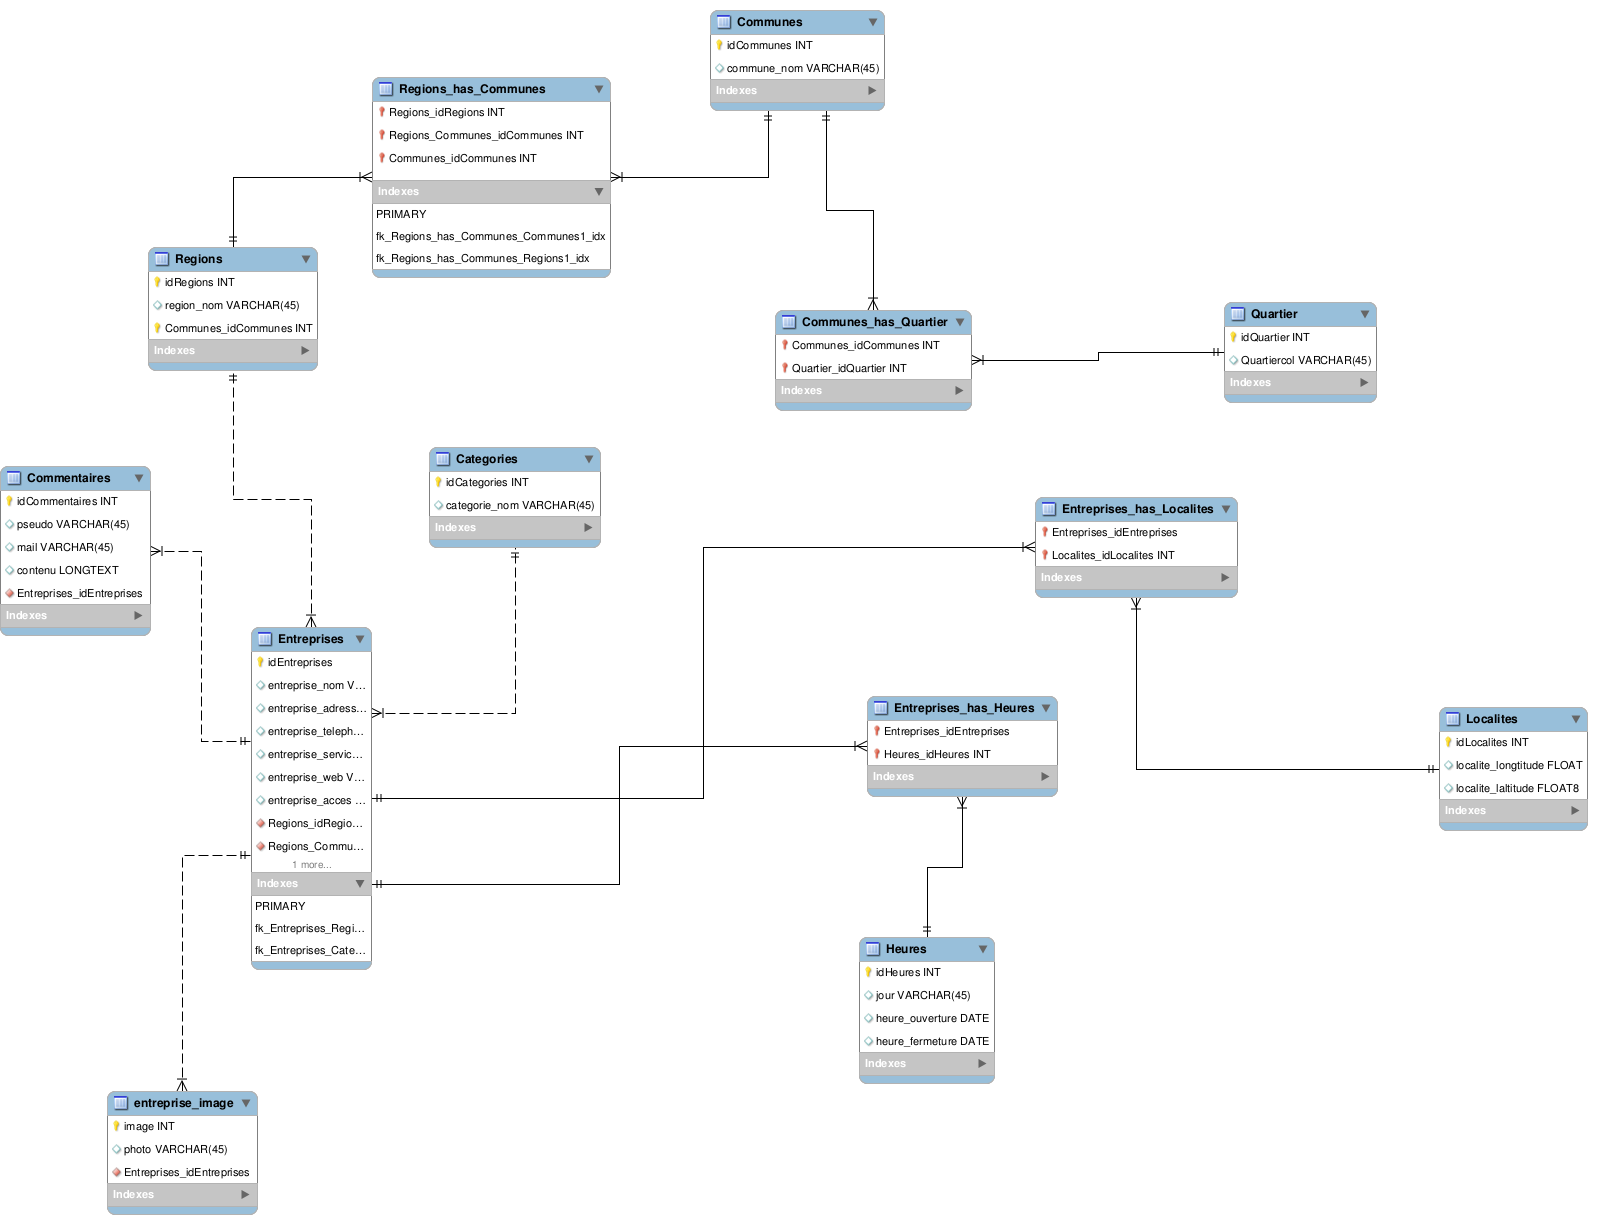 Communes
idCommunes INT
commune_nom VARCHAR(45)
Indexes
Regions_has_Communes
Regions_idRegions INT
Regions_Communes_idCommunes INT
Communes_idCommunes INT
Indexes
PRIMARY
fk_Regions_has_Communes_Communes1_idx
fk_Regions_has_Communes_Regions1_idx
Regions
idRegions INT
region_nom VARCHAR(45)
Communes_idCommunes INT
Indexes
Communes_has_Quartier
Communes_idCommunes INT
Quartier_idQuartier INT
Indexes
Quartier
idQuartier INT
Quartiercol VARCHAR(45)
Indexes
Commentaires
idCommentaires INT
pseudo VARCHAR(45)
mail VARCHAR(45)
contenu LONGTEXT
Entreprises_idEntreprises
Indexes
Categories
idCategories INT
categorie_nom VARCHAR(45)
Indexes
Entreprises_has_Localites
Entreprises_idEntreprises
Localites_idLocalites INT
Indexes
Entreprises
idEntreprises
entreprise_nom V...
entreprise_adress...
entreprise_teleph...
entreprise_servic...
entreprise_web V...
entreprise_acces ...
Regions_idRegio...
Regions_Commu...
1 more...
Indexes
PRIMARY
fk_Entreprises_Regi...
fk_Entreprises_Cate...
Entreprises_has_Heures
Entreprises_idEntreprises
Heures_idHeures INT
Indexes
Localites
idLocalites INT
localite_longtitude FLOAT
localite_laltitude FLOAT8
Indexes
Heures
idHeures INT
jour VARCHAR(45)
heure_ouverture DATE
heure_fermeture DATE
Indexes
entreprise_image
image INT
photo VARCHAR(45)
Entreprises_idEntreprises
Indexes